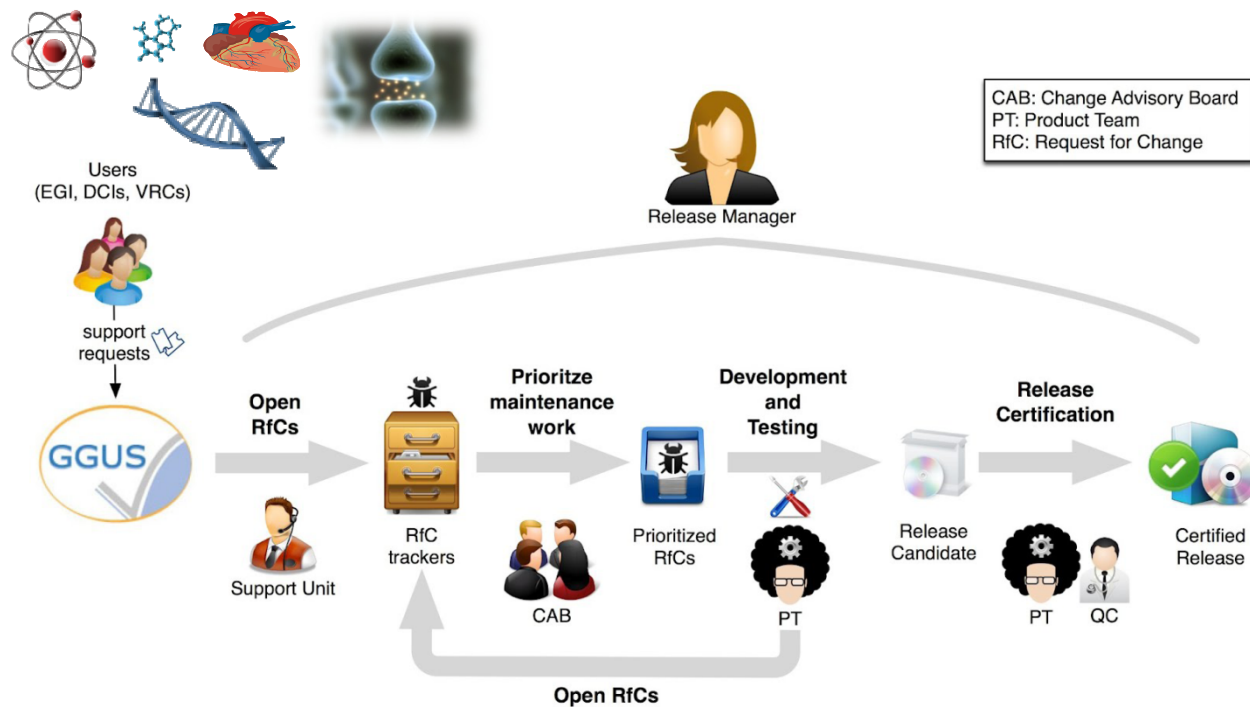 CAB: Change Advisory Board
PT: Product Team
RfC: Request for Change
Users
(EGI, DCIs, VRCs)
Release Manager
support
requests
GGUS
Open
RfCs
Support Unit
RfC
trackers
Prioritze
maintenance
work
CAB
Prioritized
RfCs
Development
and
Testing
PT
Release
Candidate
Release
Certification
PT
QC
Certified
Release
Open RfCs